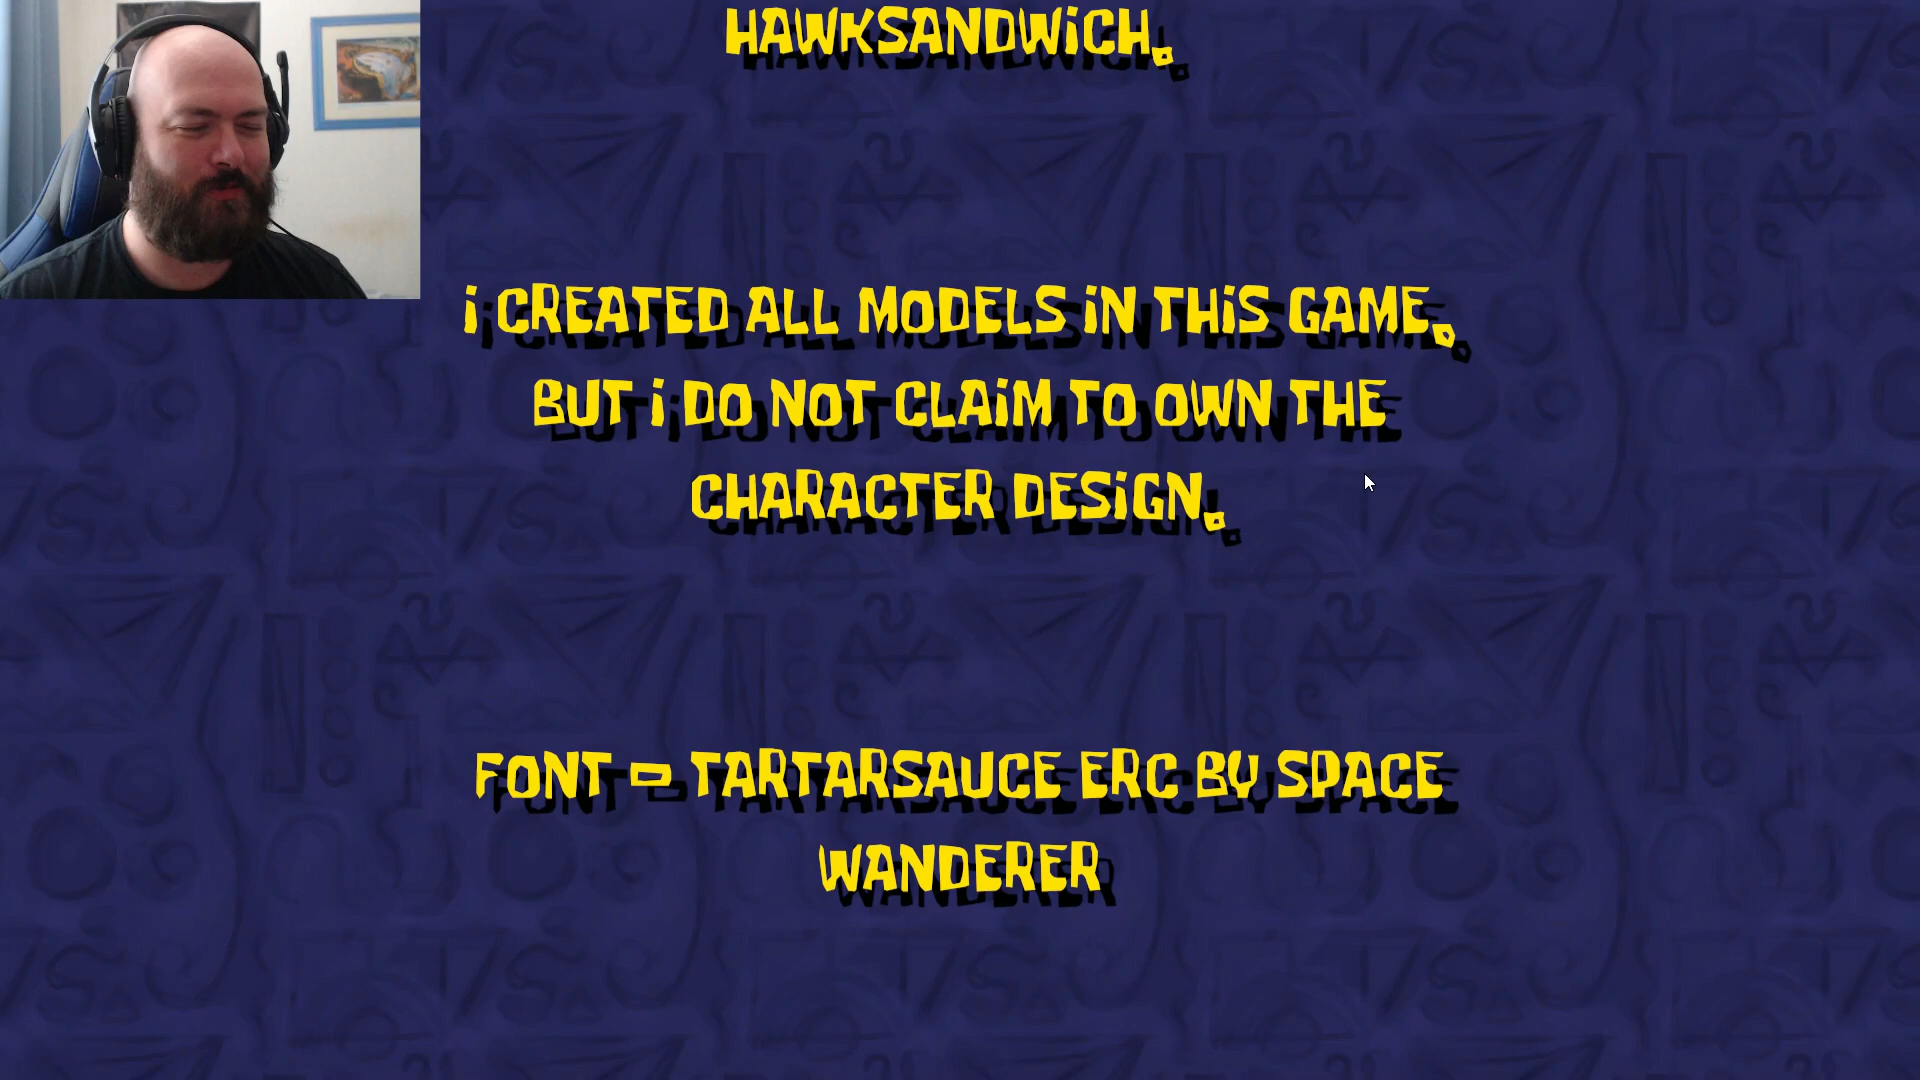 HAWKSANDWiCH.
i CREATED ALL MODELS iN THiS GAME.
BUT i DO NOT CLAiM TO OWN THE
CHARACTER DESiGN.
FONT - TARTARSAUCE ERC BY SPACE
WANDERER